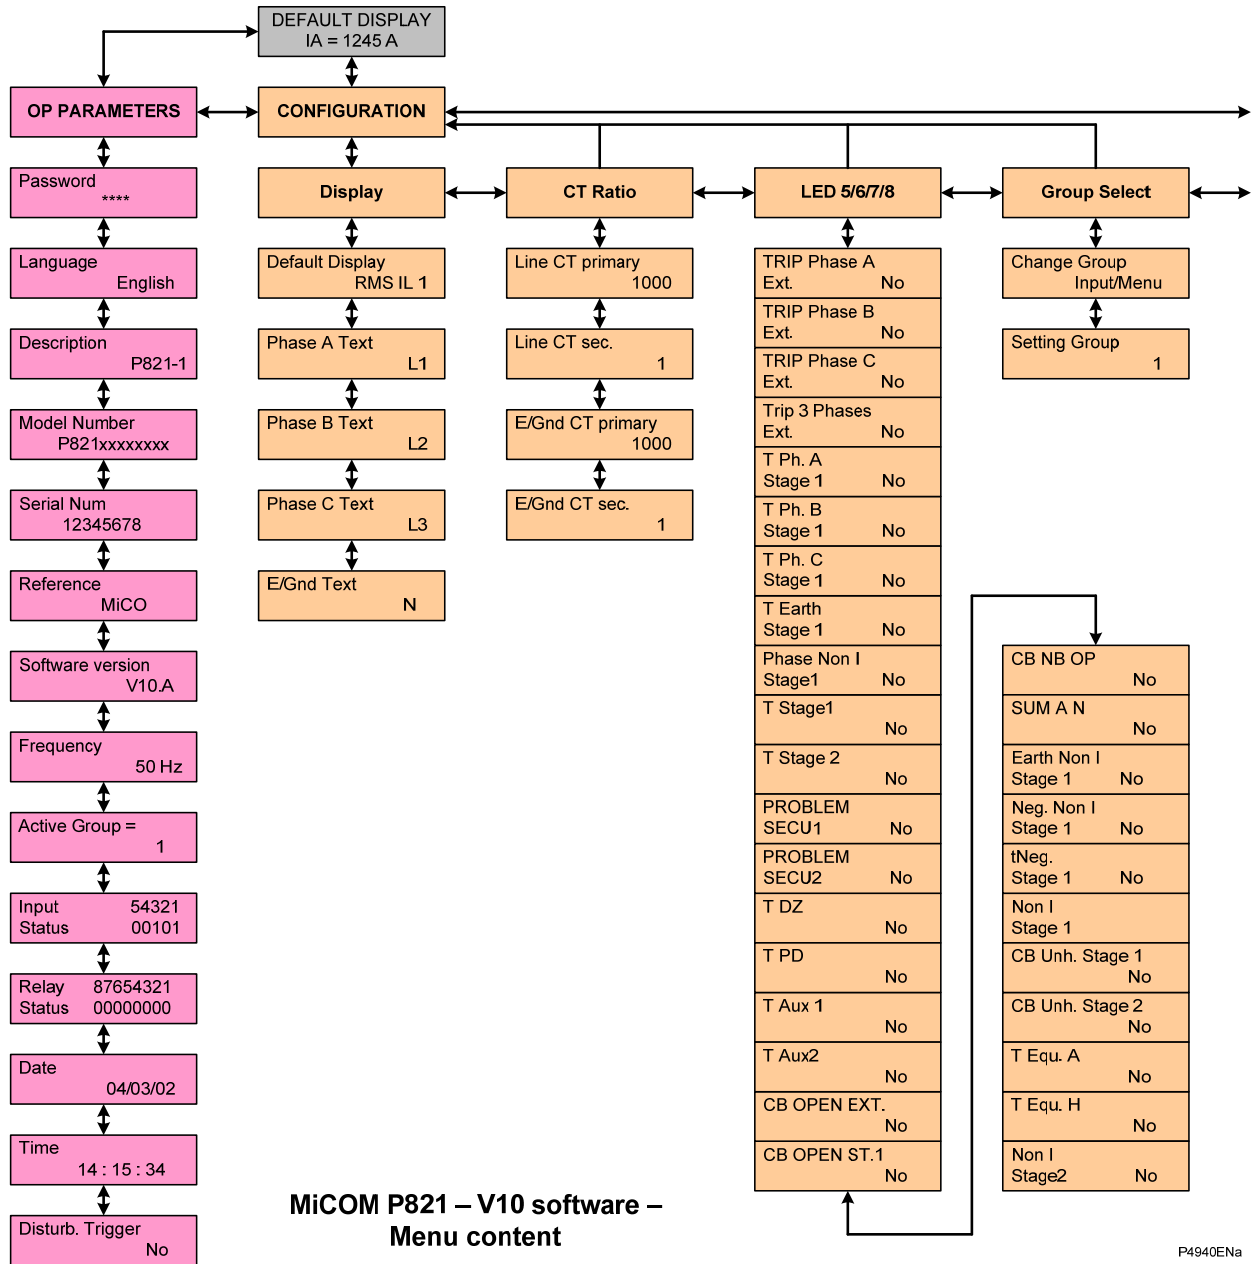 DEFAULT DISPLAY
IA = 1245 A
OP PARAMETERS
Password
****
Language
English
Description
P821-1
Model Number
P821xxxxxxxx
Serial Num
12345678
Reference
MiCO
Software version
V10.A
Frequency
50 Hz
Active Group =
1
Input 54321
Status 00101
Relay 87654321
Status 00000000
Date
04/03/02
Time
14 : 15 : 34
Disturb. Trigger
No
CONFIGURATION
Display
Default Display
RMS IL 1
Phase A Text
L1
Phase B Text
L2
Phase C Text
L3
E/Gnd Text
N
CT Ratio
Line CT primary
1000
Line CT sec.
1
E/Gnd CT primary
1000
E/Gnd CT sec.
1
LED 5/6/7/8
TRIP Phase A
Ext. No
TRIP Phase B
Ext. No
TRIP Phase C
Ext. No
Trip 3 Phases
Ext. No
T Ph. A
Stage 1 No
T Ph. B
Stage 1 No
T Ph. C
Stage 1 No
T Earth
Stage 1 No
Phase Non I
Stage1 No
T Stage1
No
T Stage 2
No
PROBLEM
SECU1 No
PROBLEM
SECU2 No
T DZ
No
T PD
No
T Aux 1
No
T Aux2
No
CB OPEN EXT.
No
CB OPEN ST.1
No
Group Select
Change Group
Input/Menu
Setting Group
1
CB NB OP
No
SUM A N
No
Earth Non I
Stage 1 No
Neg. Non I
Stage 1 No
tNeg.
Stage 1 No
Non I
Stage 1
CB Unh. Stage 1
No
CB Unh. Stage 2
No
T Equ. A
No
T Equ. H
No
Non I
Stage2 No
MiCOM P821 – V10 software –
Menu content
P4940ENa